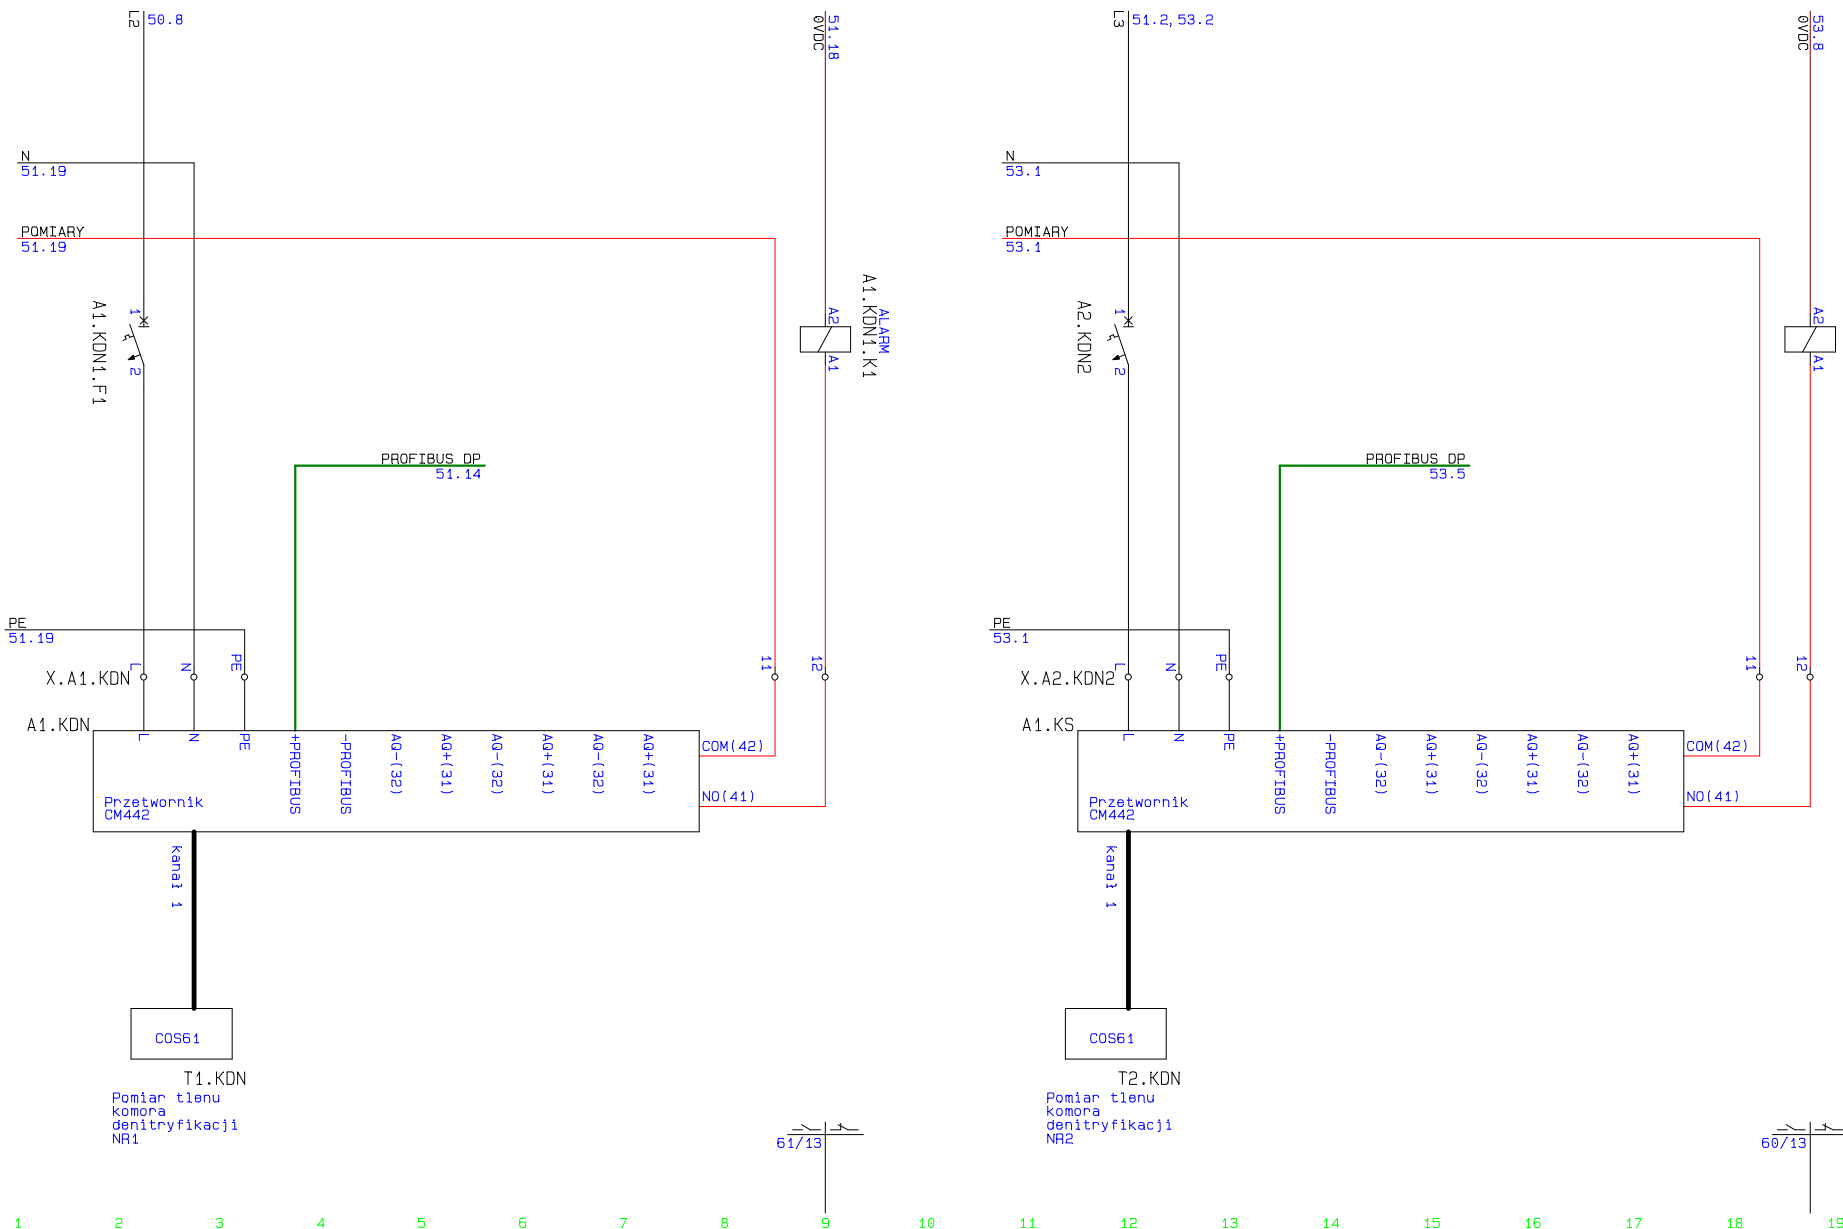 L2
50.8
51.18
0VDC
L3
51.2,53.2
53.8
0VDC
N
51.19
N
53.1
POMIARY
51.19
POMIARY
53.1
A1.KDN1.F1
1
2
A2
A1
ALARM
A1.KDN1.K1
A2.KDN2
1
2
A2
A1
PROFIBUS DP
51.14
PROFIBUS DP
53.5
PE
51.19
PE
53.1
X.A1.KDN
L
N
PE
11
12
X.A2.KDN2
L
N
PE
11
12
A1.KDN
L
N
PE
+PROFIBUS
-PROFIBUS
AQ-(32)
AQ+(31)
AQ-(32)
AQ+(31)
AQ-(32)
AQ+(31)
COM(42)
NO(41)
Przetwornik
CM442
A1.KS
L
N
PE
+PROFIBUS
-PROFIBUS
AQ-(32)
AQ+(31)
AQ-(32)
AQ+(31)
AQ-(32)
AQ+(31)
COM(42)
NO(41)
Przetwornik
CM442
kanał 1
kanał 1
COS61
T1.KDN
Pomiar tlenu
komora
denitryfikacji
NR1
COS61
T2.KDN
Pomiar tlenu
komora
denitryfikacji
NR2
61/13
60/13
1 2 3 4 5 6 7 8 9 10 11 12 13 14 15 16 17 18 19